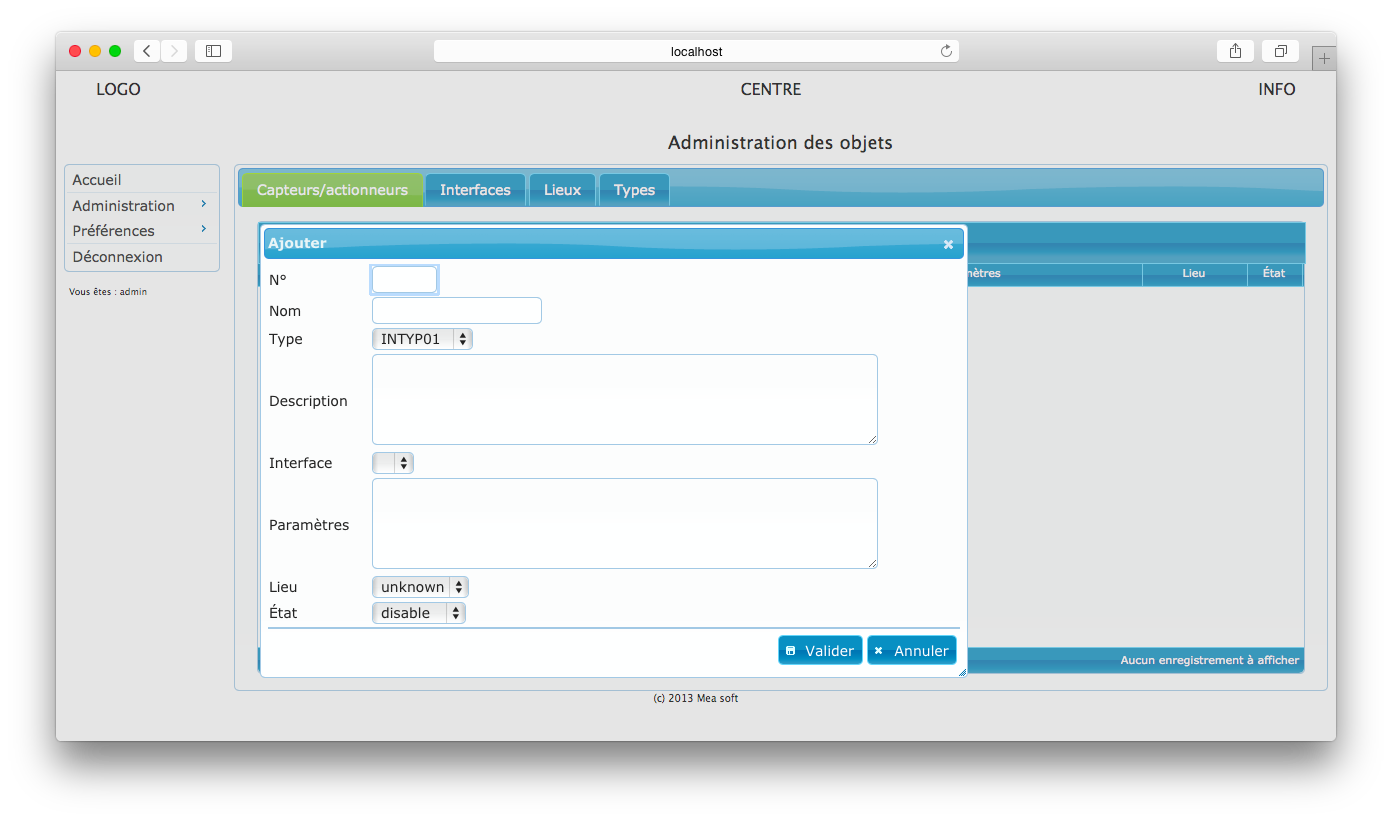 localhost
LOGO CENTRE INFO
Administration des objets
Accueil
Administration
Préférences
Déconnexion
Vous êtes : admin
Capteurs/actionneurs Interfaces Lieux Types
Ajouter
N°
Nom
Type INTYP01
Description
Interface
Paramètres
Lieu unknown
État disable
Valider Annuler
mètres Lieu État
Aucun enregistrement à afficher
(c) 2013 Mea soft